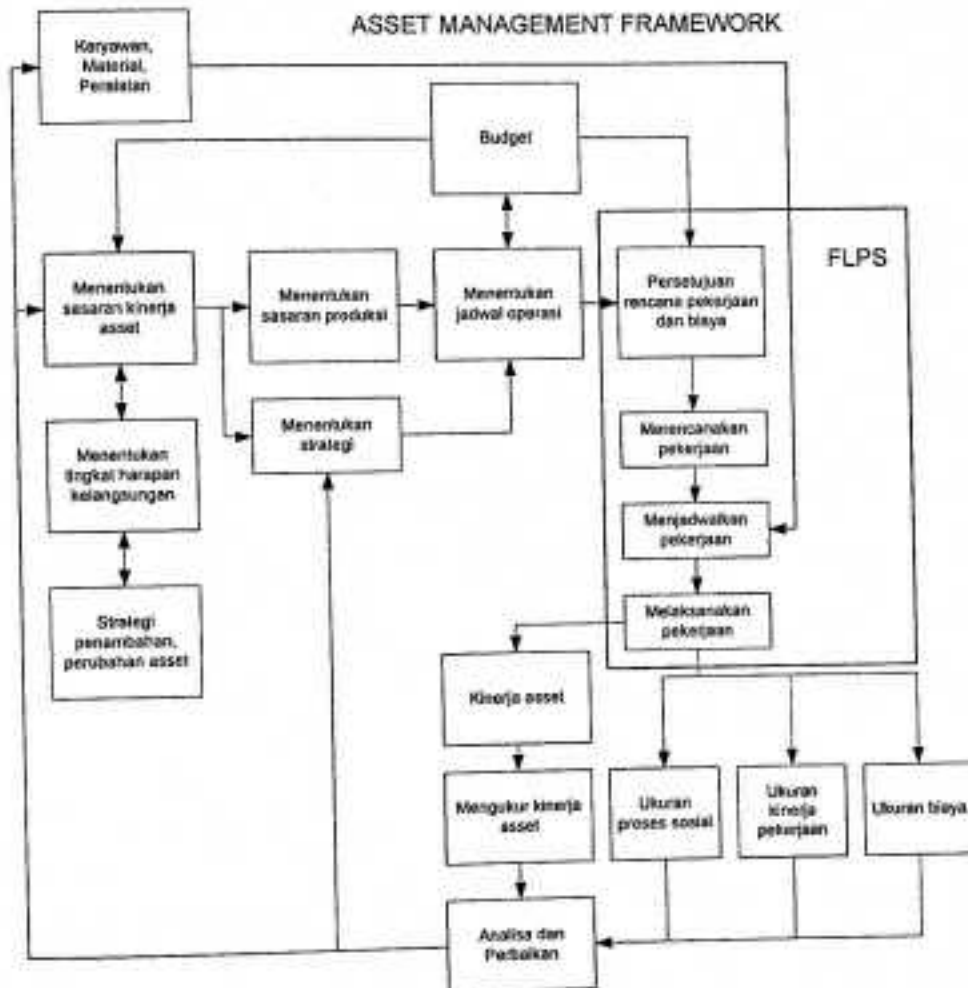 ASSET MANAGEMENT FRAMEWORK
Karyawan,
Material,
Peralatan
Budget
FLPS
Menentukan
sasaran kinerja
asset
Menentukan
sasaran produksi
Menentukan
jadwal operasi
Persetujuan
rencana pekerjaan
dan biaya
Menentukan
strategi
Merencanakan
pekerjaan
Menentukan
tingkat harapan
kelangsungan
Menjadwalkan
pekerjaan
Strategi
penambahan,
perubahan asset
Melaksanakan
pekerjaan
Kinerja asset
Mengukur kinerja
asset
Ukuran
proses sosial
Ukuran
kinerja
pekerjaan
Ukuran biaya
Analisa dan
Perbaikan